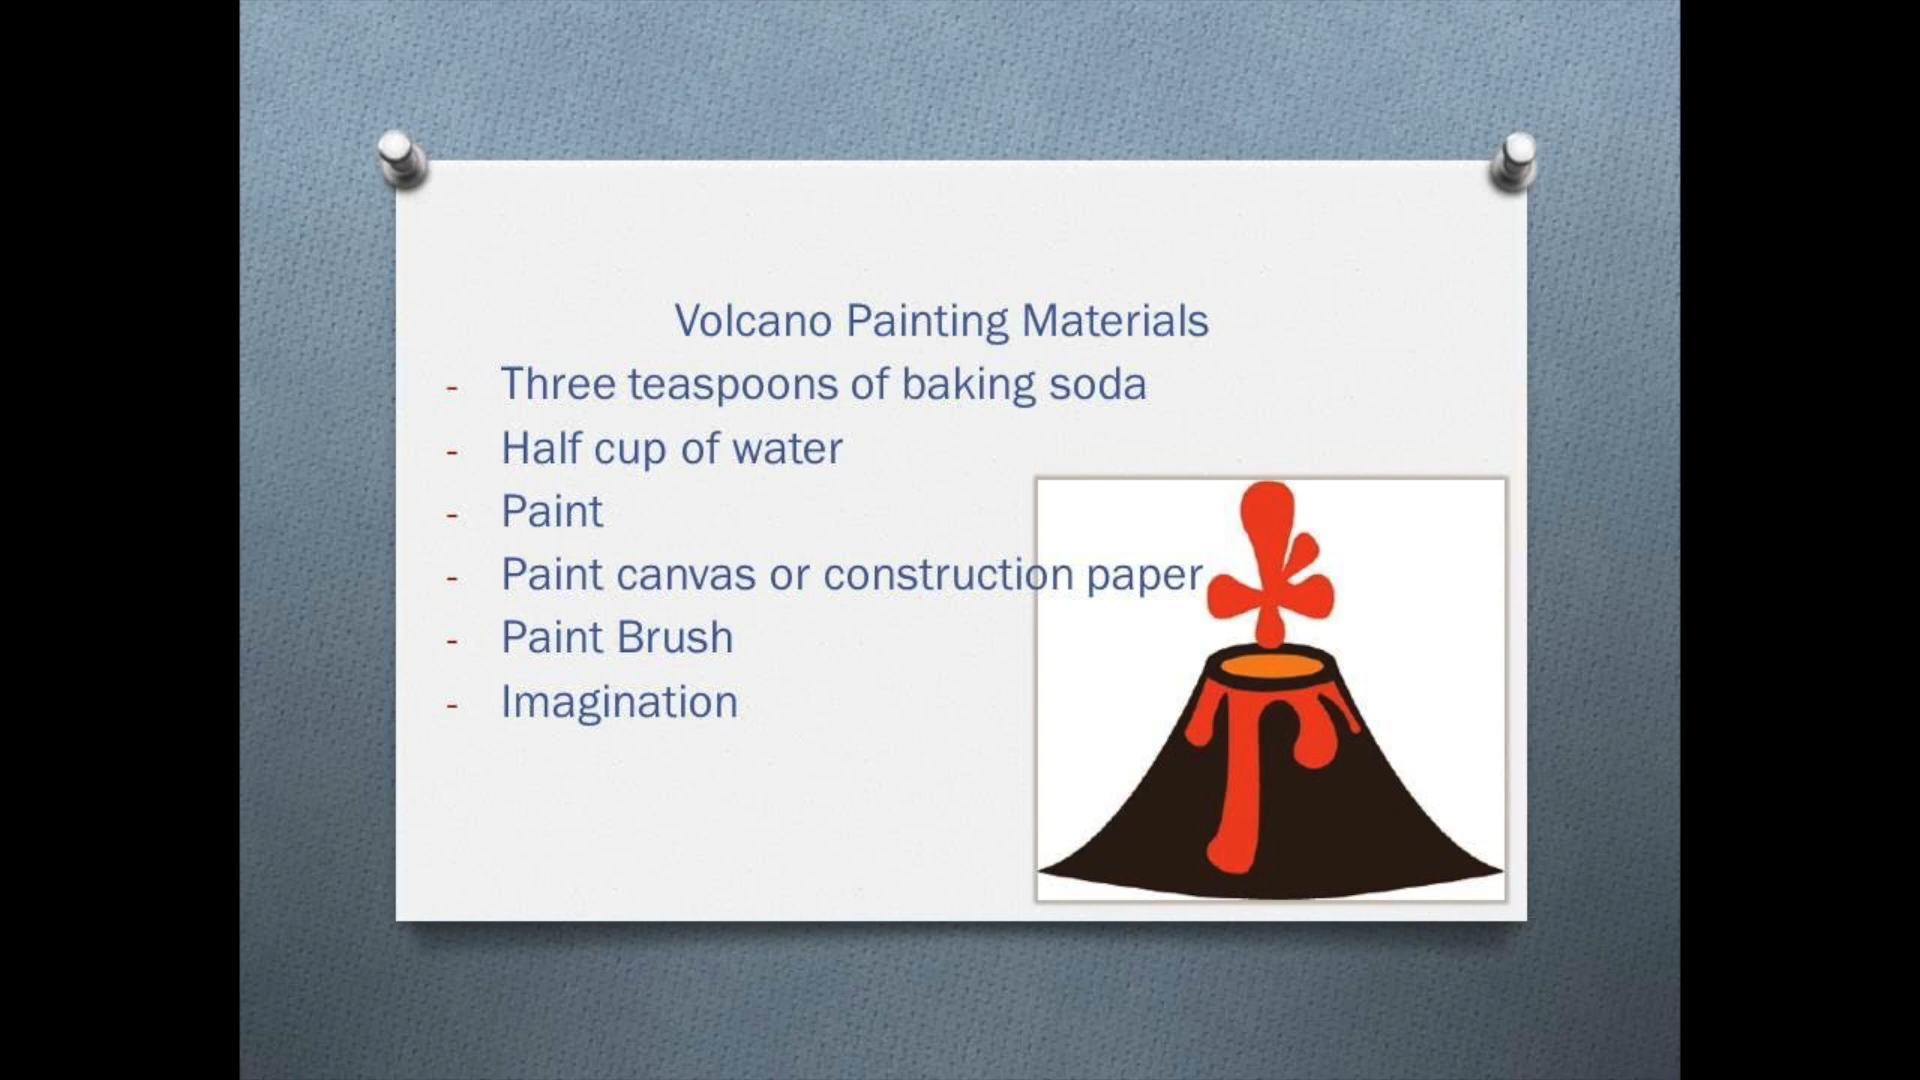 Volcano Painting Materials
- Three teaspoons of baking soda
- Half cup of water
- Paint
- Paint canvas or construction paper
- Paint Brush
- Imagination